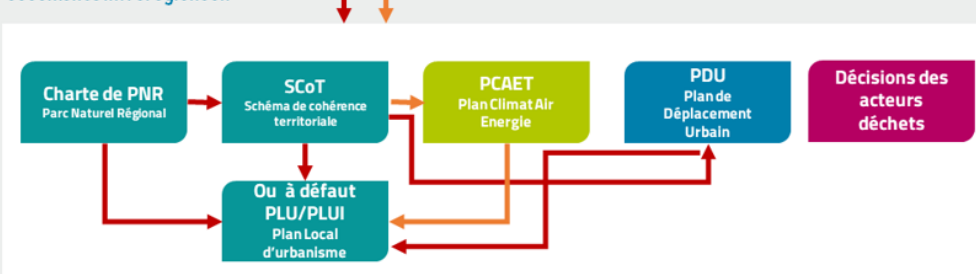 Charte de PNR
Parc Naturel Régional
SCoT
Schéma de cohérence
territoriale
PCAET
Plan Climat Air
Energie
PDU
Plan de
Déplacement
Urbain
Décisions des
acteurs
déchets
Ou à défaut
PLU/PLUI
Plan Local
d'urbanisme